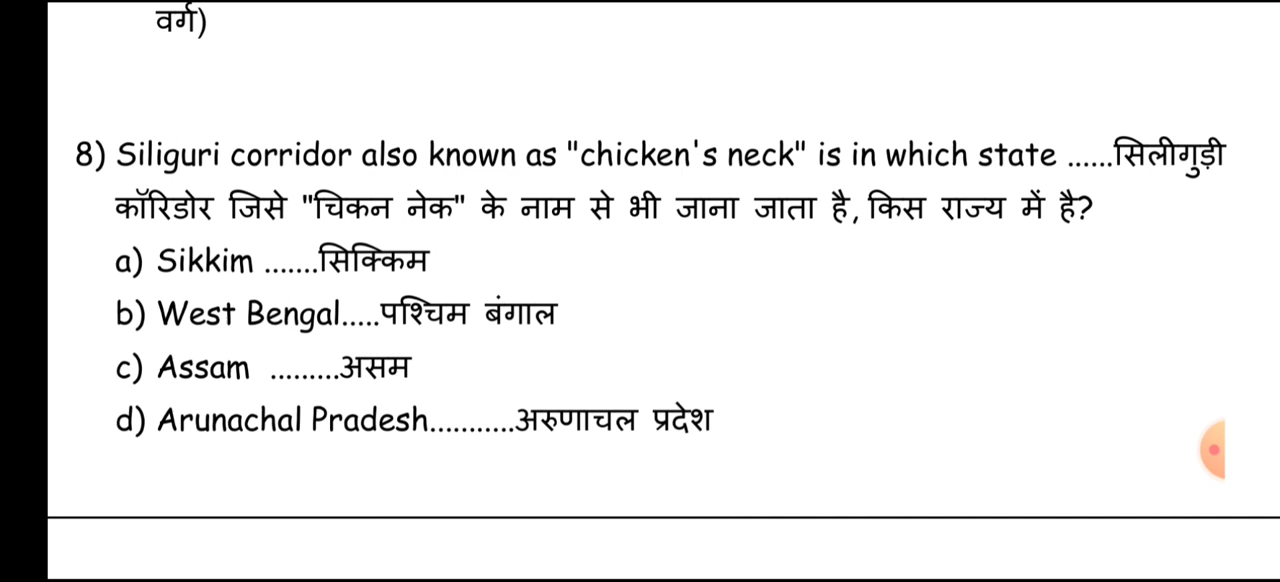 वर्ग)
8) Siliguri corridor also known as "chicken's neck" is in which state ......सिलीगुड़ी
कॉरिडोर जिसे "चिकन नेक" के नाम से भी जाना जाता है, किस राज्य में है?
a) Sikkim .......सिक्किम
b) West Bengal.....पश्चिम बंगाल
c) Assam .........असम
d) Arunachal Pradesh...........अरुणाचल प्रदेश